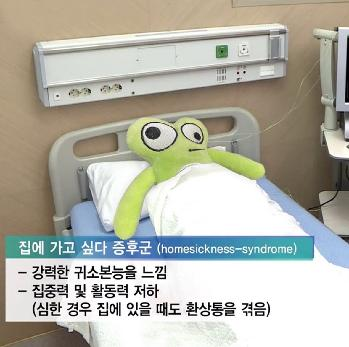 집에 가고 싶다 증후군 (homesickness-syndrome)
- 강력한 귀소본능을 느낌
- 집중력 및 활동력 저하
(심한 경우 집에 있을 때도 환상통을 겪음)